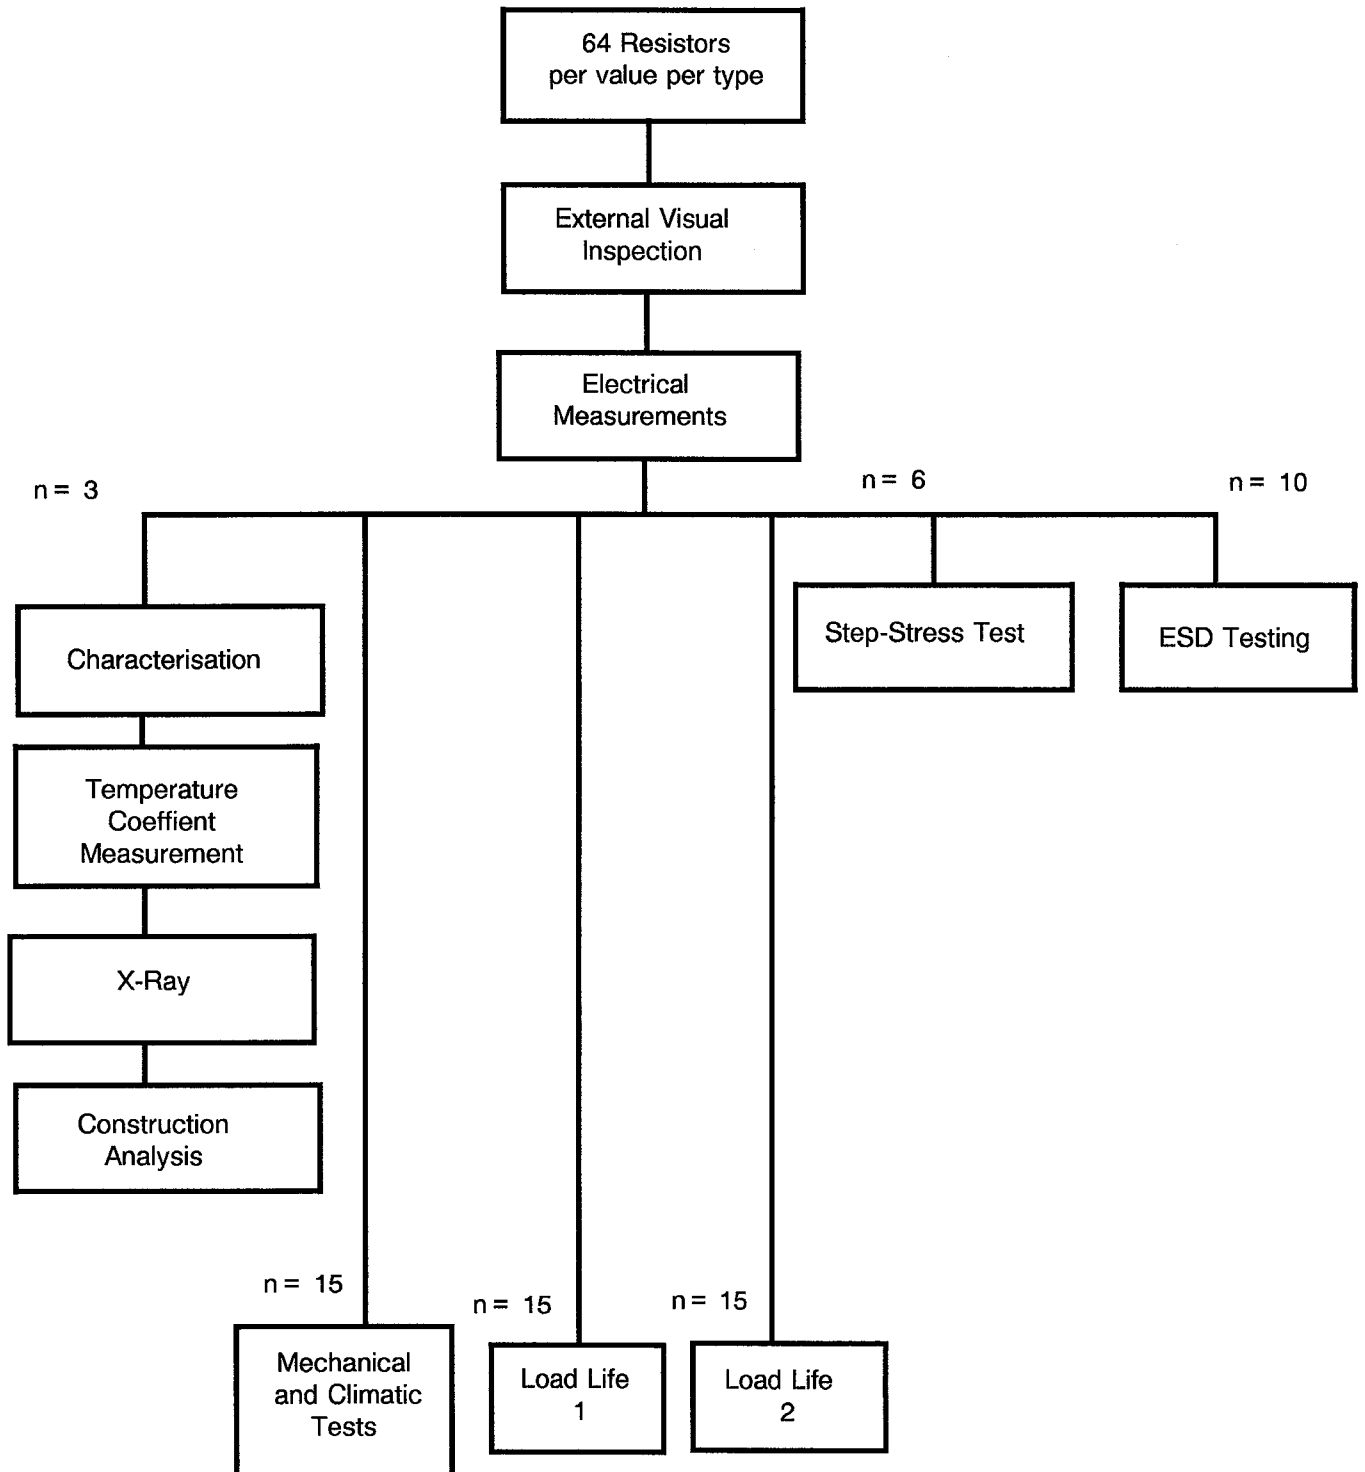 64 Resistors
per value per type
External Visual
Inspection
Electrical
Measurements
n= 3
n= 6
n= 10
Characterisation
Step-Stress Test
ESD Testing
Temperature
Coeffient
Measurement
X-Ray
Construction
Analysis
n= 15
n= 15
n= 15
Mechanical
and Climatic
Tests
Load Life
1
Load Life
2